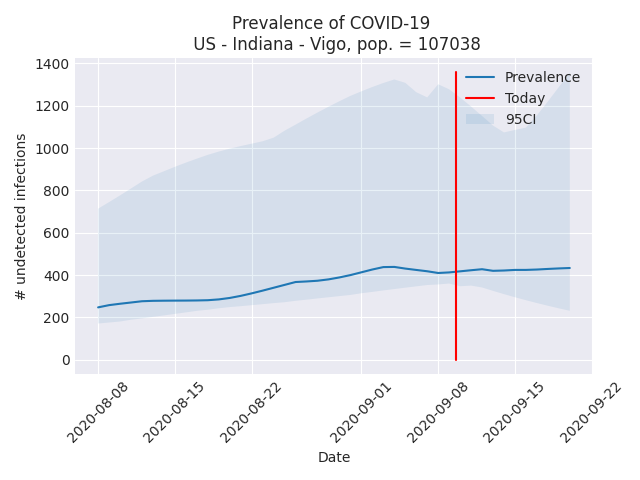 Prevalence of COVID-19
US - Indiana - Vigo, pop. = 107038
1400
1200
1000
800
600
400
200
0
# undetected infections
Prevalence
Today
95CI
2020-08-08
2020-08-15
2020-08-22
2020-09-01
2020-09-08
2020-09-15
2020-09-22
Date